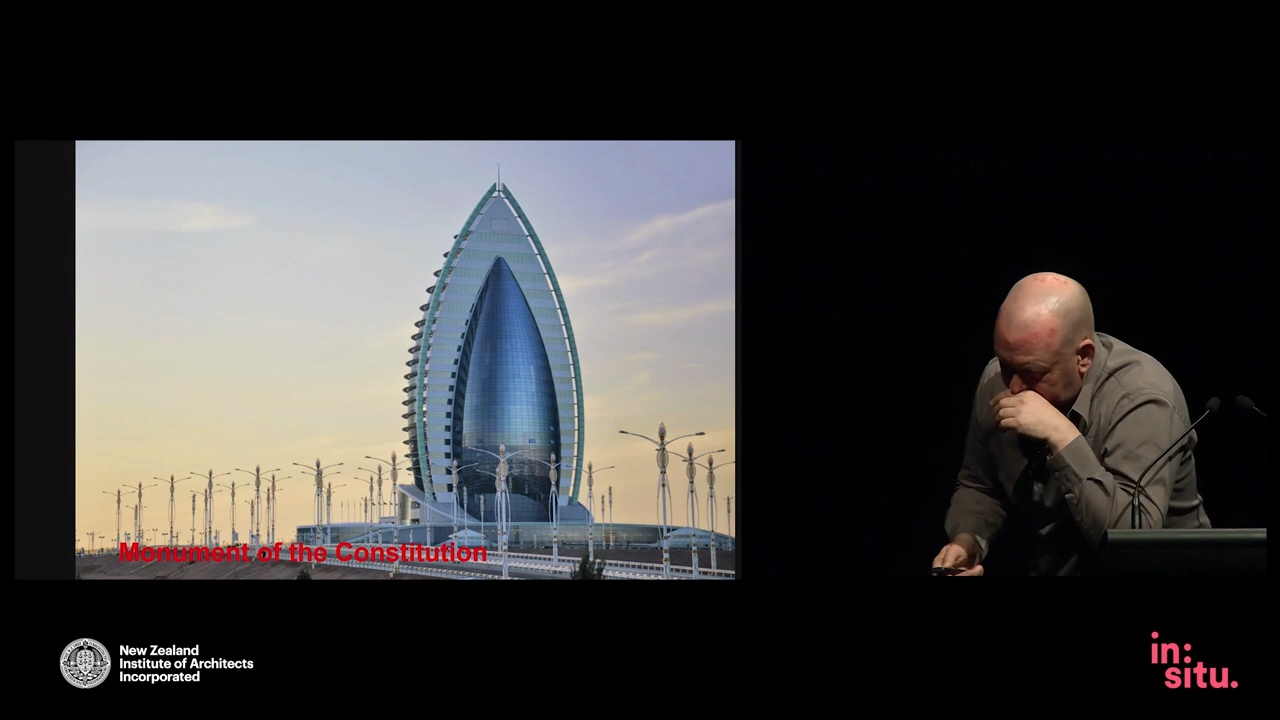 Monument of the Constitution
New Zealand
Institute of Architects
Incorporated
in:
situ.